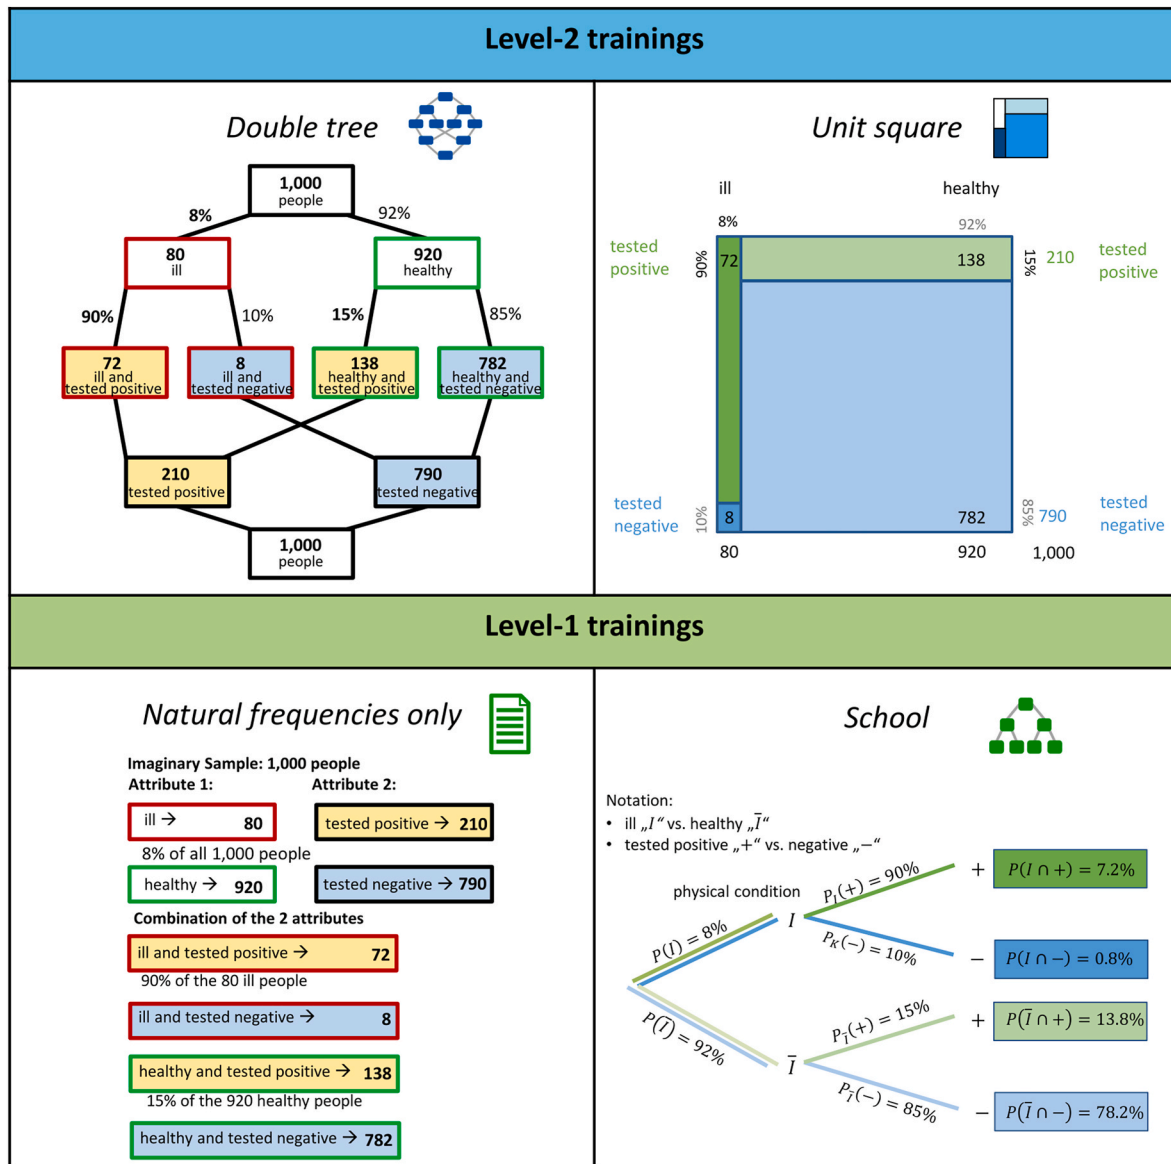 Level-2 trainings
Double tree
1,000
people
8%
92%
80
ill
920
healthy
90%
10%
15%
85%
72
ill and
tested positive
8
ill and
tested negative
138
healthy and
tested positive
782
healthy and
tested negative
210
tested positive
790
tested negative
1,000
people
Unit square
ill
healthy
8%
92%
tested
positive
90%
72
138
15%
210
tested
positive
tested
negative
10%
8
782
85%
790
tested
negative
80
920
1,000
Level-1 trainings
Natural frequencies only
Imaginary Sample: 1,000 people
Attribute 1:
Attribute 2:
ill → 80
tested positive → 210
8% of all 1,000 people
healthy → 920
tested negative → 790
Combination of the 2 attributes
ill and tested positive → 72
90% of the 80 ill people
ill and tested negative → 8
healthy and tested positive → 138
15% of the 920 healthy people
healthy and tested negative → 782
School
Notation:
• ill „I“ vs. healthy „I̅“
• tested positive „+“ vs. negative „−“
physical condition
P(I) = 8%
P(I̅) = 92%
I
I̅
P_I(+) = 90%
P_K(−) = 10%
P_I̅(+) = 15%
P_I̅(−) = 85%
+ P(I ∩ +) = 7.2%
− P(I ∩ −) = 0.8%
+ P(I̅ ∩ +) = 13.8%
− P(I̅ ∩ −) = 78.2%